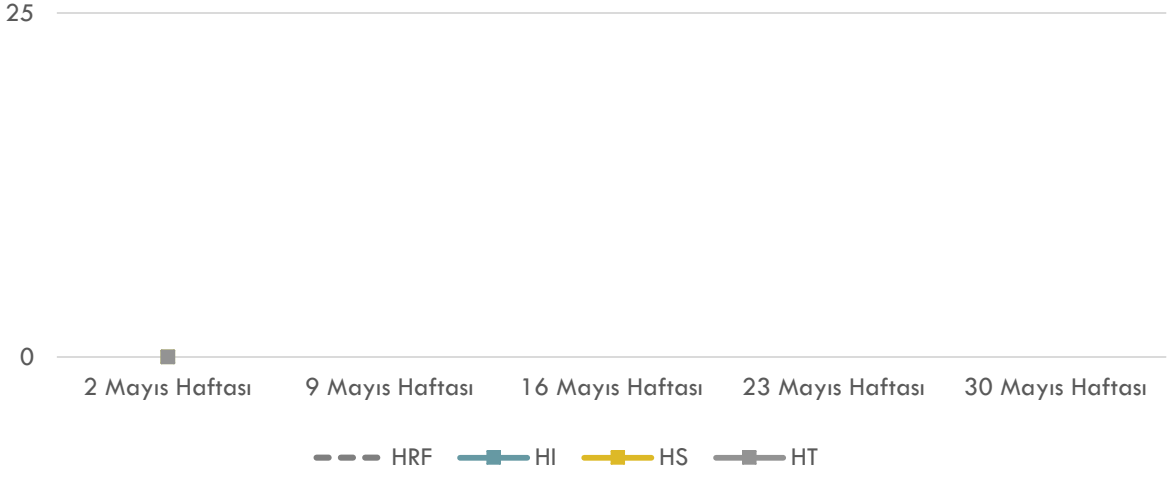 25
0
2 Mayıs Haftası 9 Mayıs Haftası 16 Mayıs Haftası 23 Mayıs Haftası 30 Mayıs Haftası
HRF HI HS HT